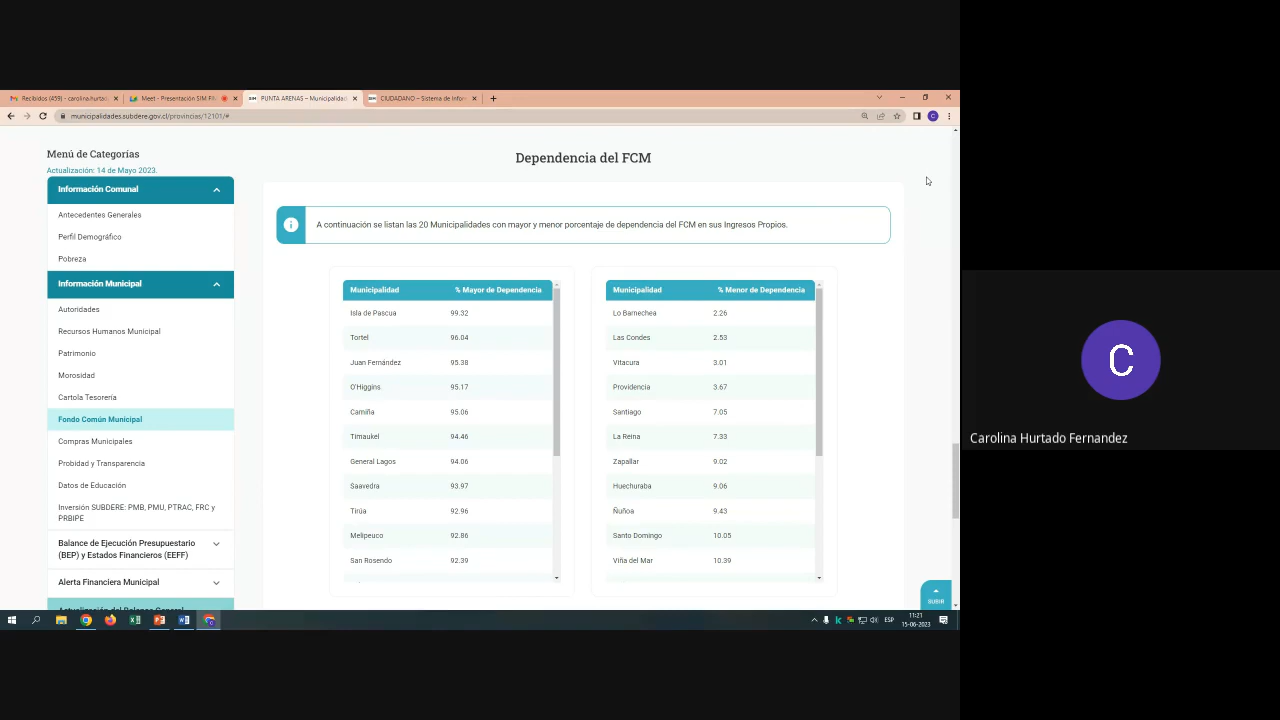 Recibidos (459) - carolina.hurta
Meet - Presentación SIM FII
PUNTA ARENAS – Municipalidad
CIUDADANO – Sistema de Infor
municipalidades.subdere.gov.cl/provincias/12101/#
C
Menú de Categorías
Actualización: 14 de Mayo 2023.
Información Comunal
Antecedentes Generales
Perfil Demográfico
Pobreza
Información Municipal
Autoridades
Recursos Humanos Municipal
Patrimonio
Morosidad
Cartola Tesorería
Fondo Común Municipal
Compras Municipales
Probidad y Transparencia
Datos de Educación
Inversión SUBDERE: PMB, PMU, PTRAC, FRC y
PRBIPE
Balance de Ejecución Presupuestario
(BEP) y Estados Financieros (EEFF)
Alerta Financiera Municipal
Actualización del Balance General
Dependencia del FCM
A continuación se listan las 20 Municipalidades con mayor y menor porcentaje de dependencia del FCM en sus Ingresos Propios.
Municipalidad % Mayor de Dependencia
Isla de Pascua 99.32
Tortel 96.04
Juan Fernández 95.38
O'Higgins 95.17
Camiña 95.06
Timaukel 94.46
General Lagos 94.06
Saavedra 93.97
Tirúa 92.96
Melipeuco 92.86
San Rosendo 92.39
Municipalidad % Menor de Dependencia
Lo Barnechea 2.26
Las Condes 2.53
Vitacura 3.01
Providencia 3.67
Santiago 7.05
La Reina 7.33
Zapallar 9.02
Huechuraba 9.06
Ñuñoa 9.43
Santo Domingo 10.05
Viña del Mar 10.39
SUBIR
ESP
11:21
15-06-2023
C
Carolina Hurtado Fernandez